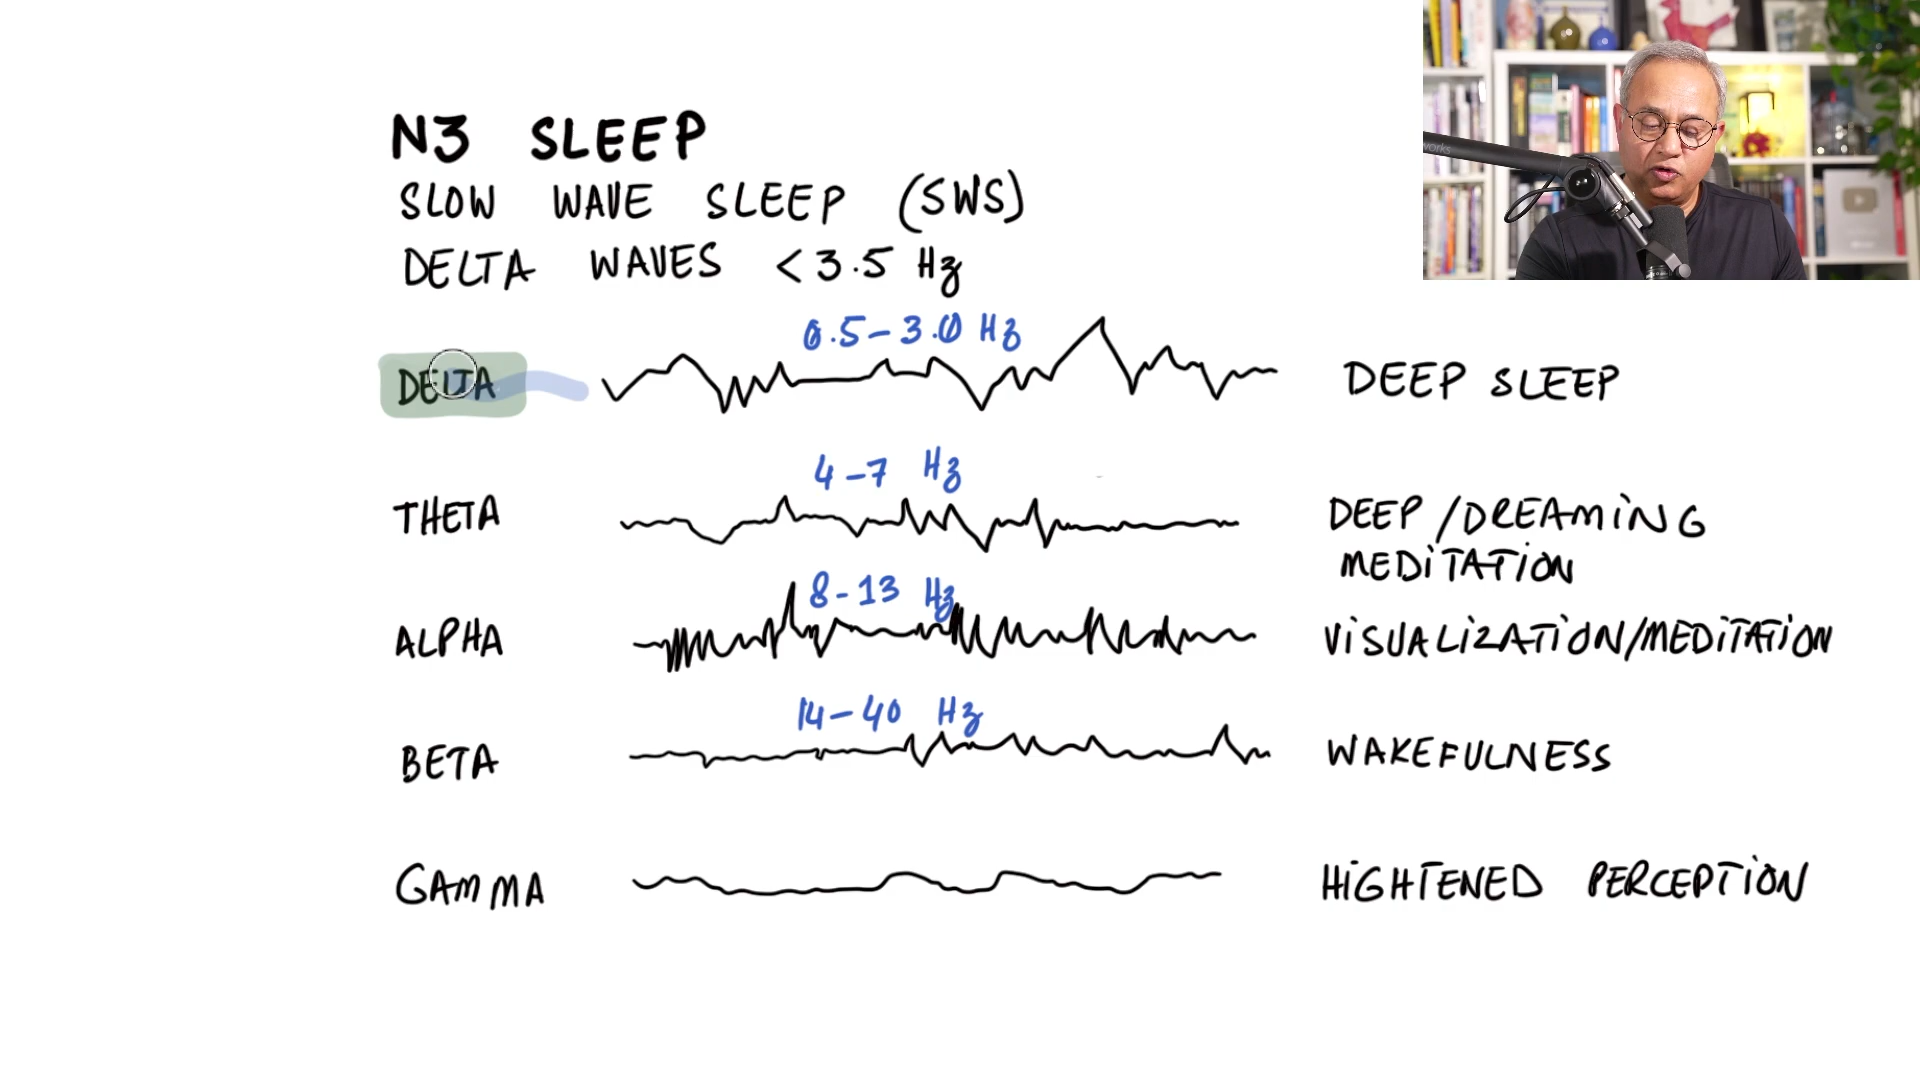 works
N3 SLEEP
SLOW WAVE SLEEP (SWS)
DELTA WAVES <3.5 Hz
0.5-3.0 Hz
DELTA
DEEP SLEEP
4-7 Hz
THETA
DEEP/DREAMING
MEDITATION
8-13 Hz
ALPHA
VISUALIZATION/MEDITATION
14-40 Hz
BETA
WAKEFULNESS
GAMMA
HIGHTENED PERCEPTION